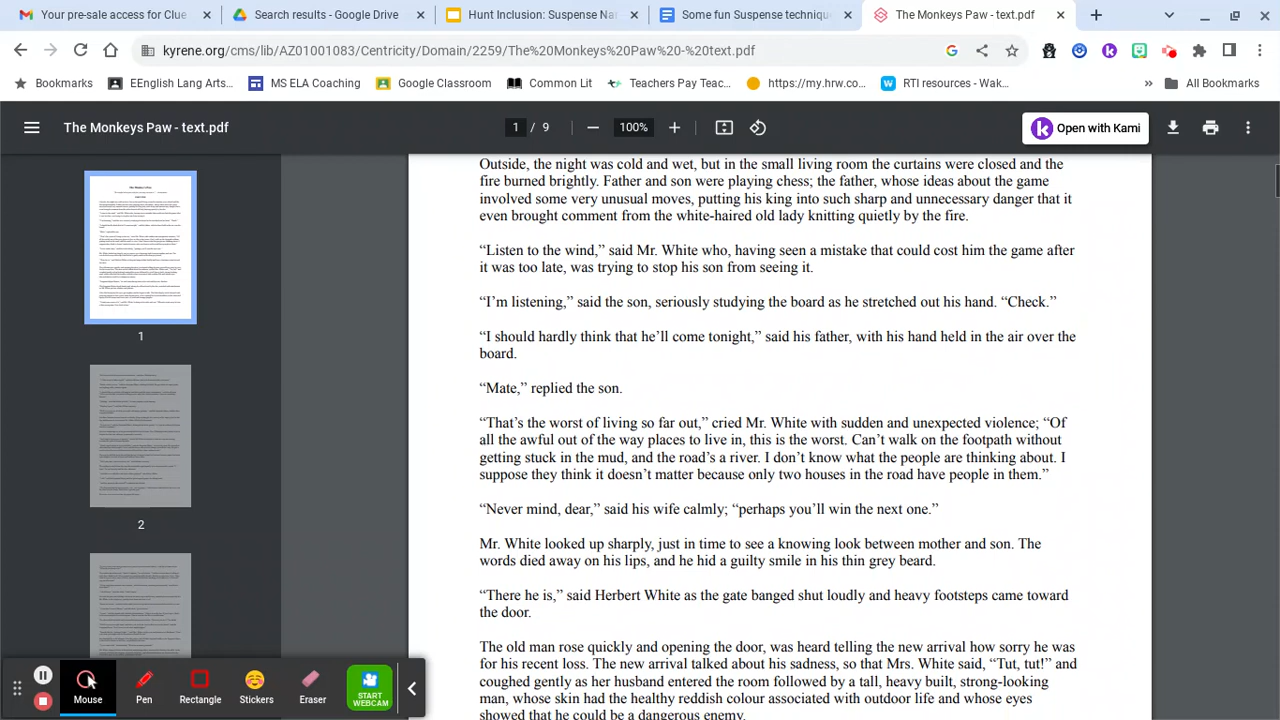 Your pre-sale access for Clue
Search results - Google Drive
Hunt Inclusion: Suspense Nar
Some fun Suspense technique
The Monkeys Paw - text.pdf
kyrene.org/cms/lib/AZ01001083/Centricity/Domain/2259/The%20Monkeys%20Paw%20-%20text.pdf
Bookmarks
EEnglish Lang Arts...
MS ELA Coaching
Google Classroom
Common Lit
Teachers Pay Teac...
https://my.hrw.co...
RTI resources - Wak...
»
All Bookmarks
The Monkeys Paw - text.pdf
/ 9
100%
Open with Kami
1
2
Outside, the night was cold and wet, but in the small living room the curtains were closed and the
fire burned brightly. Father and son were playing chess; the father, whose ideas about the game
involved some very unusual moves, putting his king into such sharp and unnecessary danger that it
even brought comment from the white-haired old lady knitting quietly by the fire.
“Listen to the wind,” said Mr. White who, having seen a mistake that could cost him the game after
it was too late, was trying to stop his son from seeing it.
“I’m listening,” said the son, seriously studying the board as he stretched out his hand. “Check.”
“I should hardly think that he’ll come tonight,” said his father, with his hand held in the air over the
board.
“Mate,” replied the son.
“That’s the worst of living so far out,” cried Mr. White with sudden and unexpected violence; “Of
all the awful out of the way places to live in, this is the worst. Can’t walk on the footpath without
getting stuck in the mud, and the road’s a river. I don’t know what the people are thinking about. I
suppose they think it doesn’t matter because only two houses in the road have people in them.”
“Never mind, dear,” said his wife calmly; “perhaps you’ll win the next one.”
Mr. White looked up sharply, just in time to see a knowing look between mother and son. The
words died away on his lips, and he hid a guilty smile in his thin grey beard.
“There he is,” said Herbert White as the gate banged shut loudly and heavy footsteps came toward
the door.
The old man rose quickly and opening the door, was heard telling the new arrival how sorry he was
for his recent loss. The new arrival talked about his sadness, so that Mrs. White said, “Tut, tut!” and
coughed gently as her husband entered the room followed by a tall, heavy built, strong-looking
man, whose skin had the healthy reddish colour associated with outdoor life and whose eyes
showed that he could be a dangerous enemy.
Mouse
Pen
Rectangle
Stickers
Eraser
START
WEBCAM